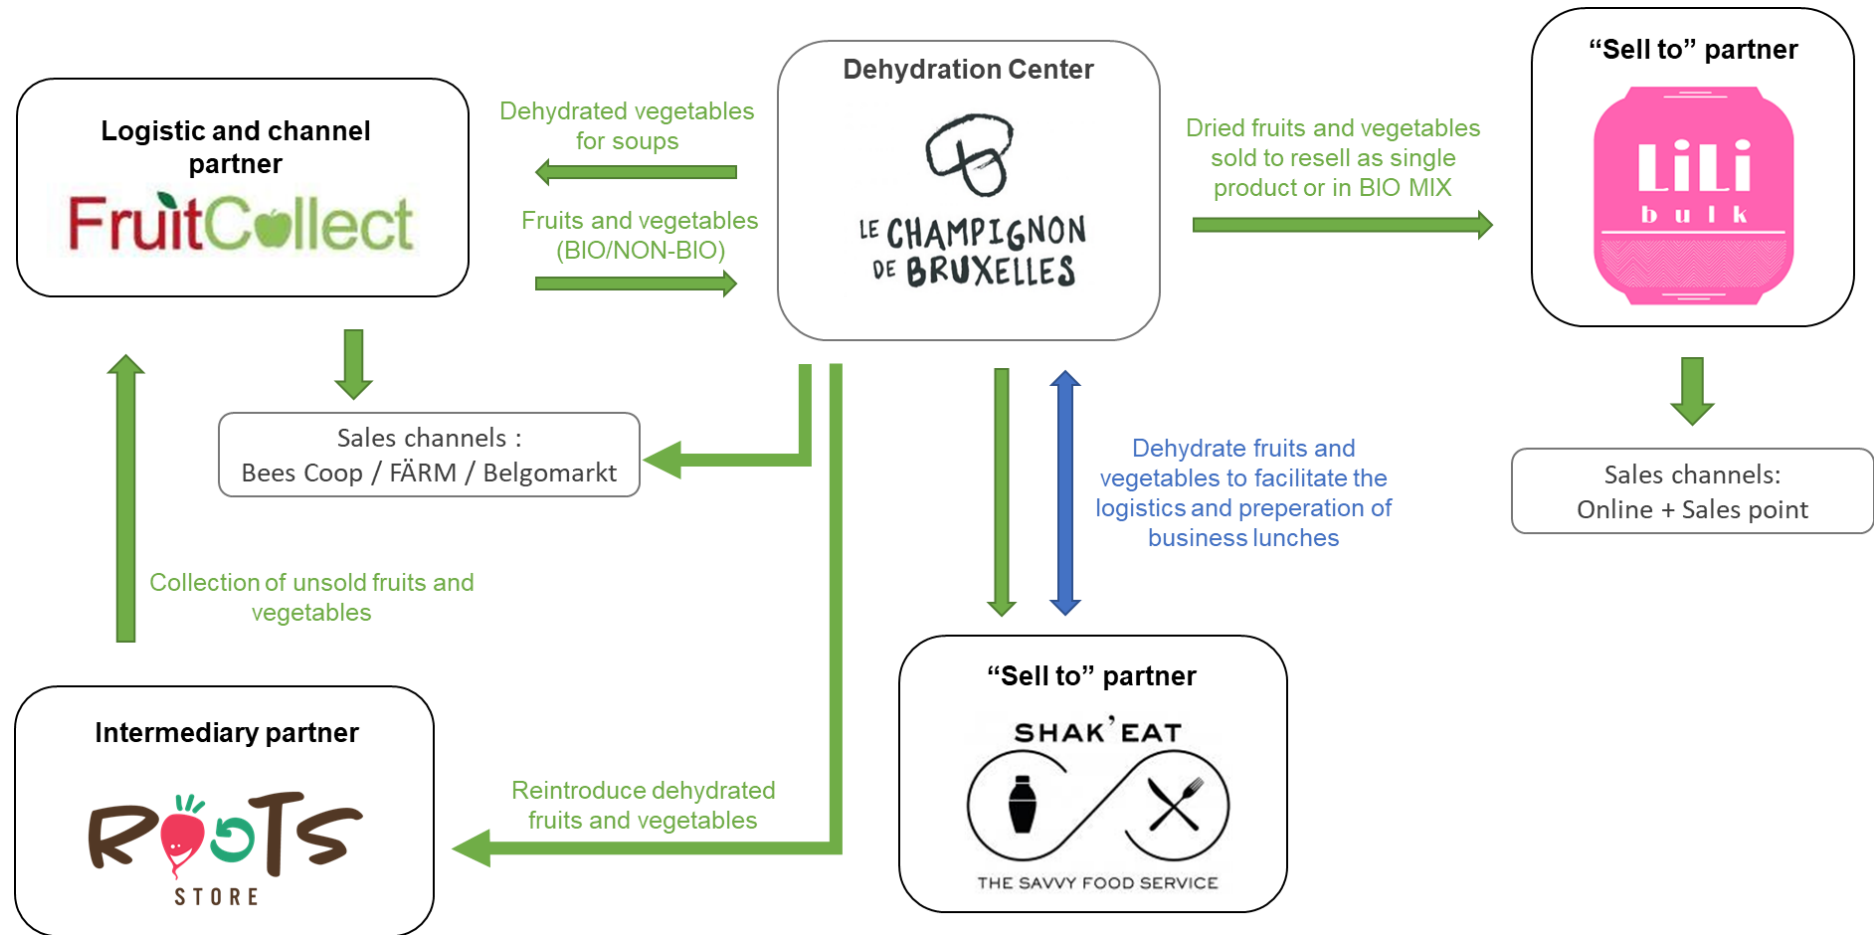 Logistic and channel
partner
FruitCollect
Dehydrated vegetables
for soups
Fruits and vegetables
(BIO/NON-BIO)
Dehydration Center
LE CHAMPIGNON
DE BRUXELLES
Dried fruits and vegetables
sold to resell as single
product or in BIO MIX
“Sell to” partner
LiLi
bulk
Sales channels :
Bees Coop / FÄRM / Belgomarkt
Dehydrate fruits and
vegetables to facilitate the
logistics and preperation of
business lunches
Sales channels:
Online + Sales point
Collection of unsold fruits and
vegetables
Intermediary partner
ROOTS
STORE
Reintroduce dehydrated
fruits and vegetables
“Sell to” partner
SHAK’EAT
THE SAVVY FOOD SERVICE